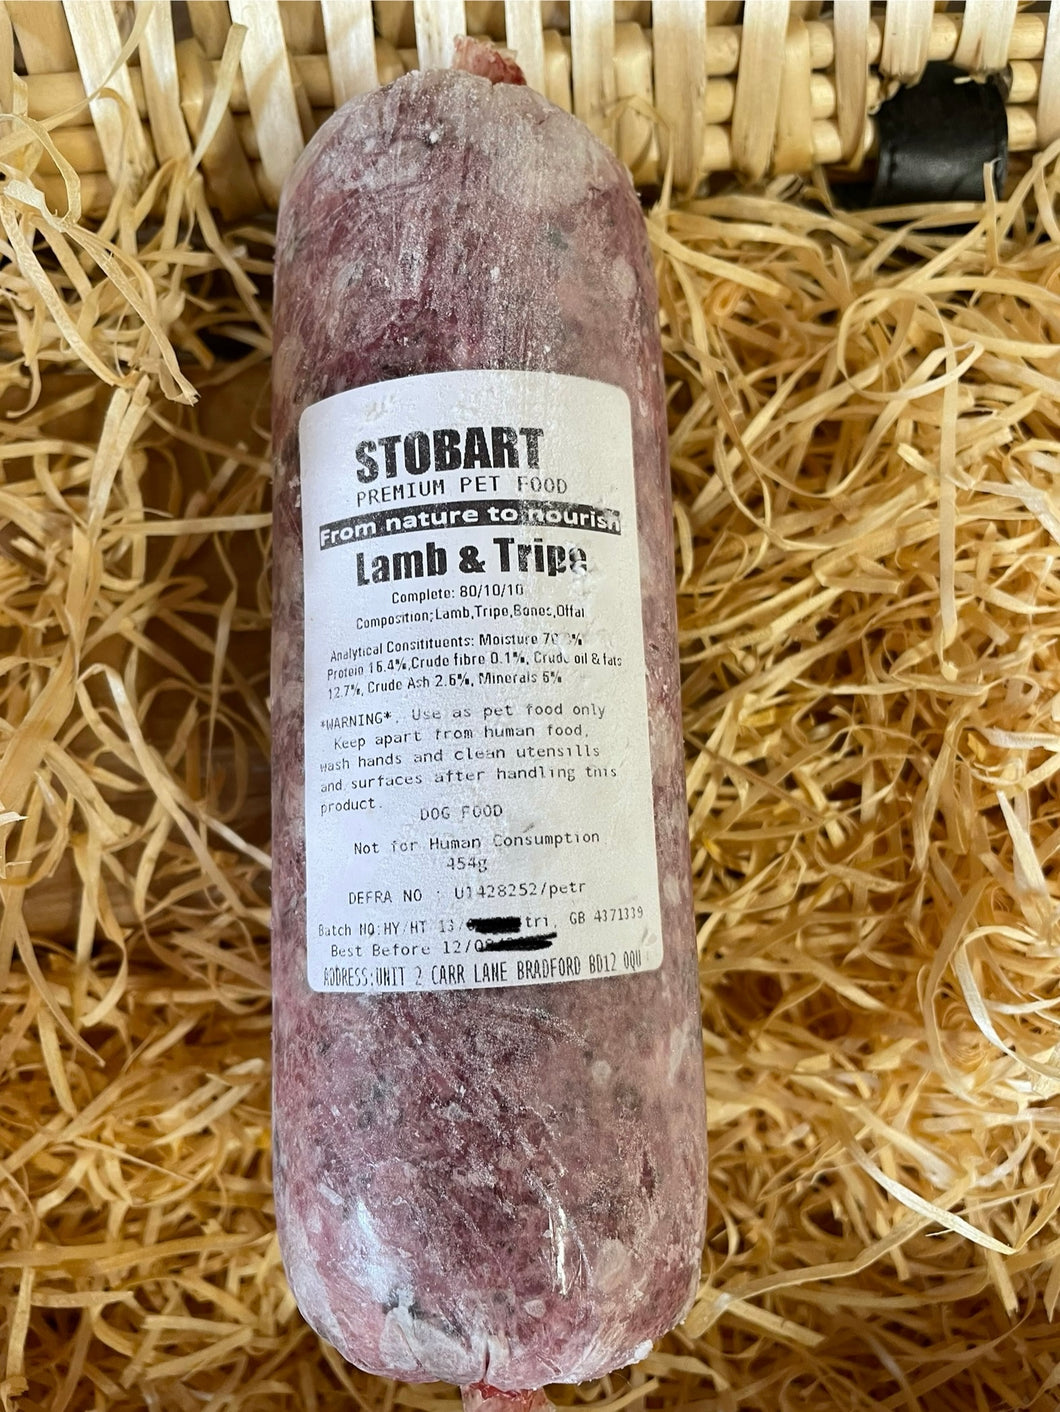 STOBART
PREMIUM PET FOOD
From nature to nourish
Lamb & Tripe
Complete: 80/10/10
Composition;Lamb,Tripe,Bones,Offal
Analytical Consitituents: Moisture
Protein 16.4%,Crude fibre 0.1%, Crude oil & fats
12.7%, Crude Ash 2.6%, Minerals 6%
*WARNING*. Use as pet food only
Keep apart from human food,
wash hands and clean utensills
and surfaces after handling this
product.
DOG FOOD
Not for Human Consumption
454g
DEFRA NO : U1428252/petr
Batch NO:HY/HT 13/ tri GB 4371339
Best Before 12/
ADDRESS:UNIT 2 CARR LANE BRADFORD BD12 0QU